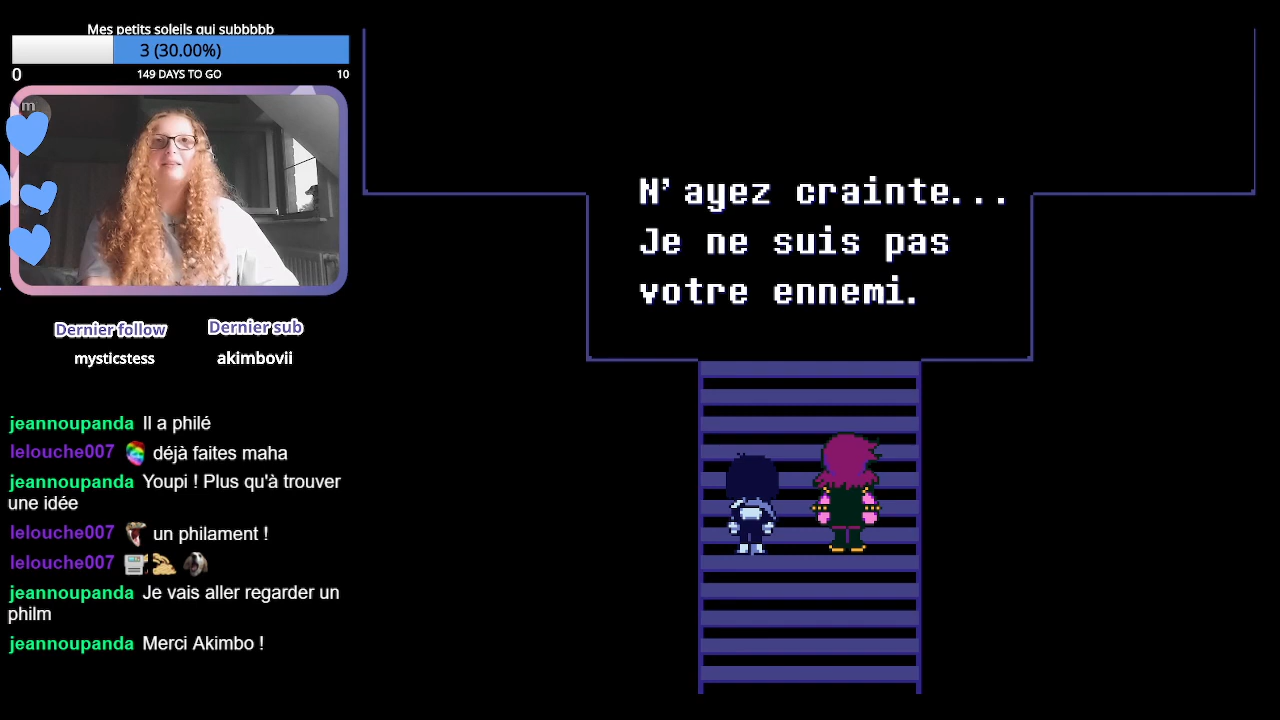 Mes petits soleils qui subbbbb
3 (30.00%)
0
149 DAYS TO GO
10
m
Dernier follow
Dernier sub
mysticstess
akimbovii
N'ayez crainte...
Je ne suis pas
votre ennemi.
jeannoupanda Il a philé
lelouche007 déjà faites maha
jeannoupanda Youpi ! Plus qu'à trouver
une idée
lelouche007 un philament !
lelouche007
jeannoupanda Je vais aller regarder un
philm
jeannoupanda Merci Akimbo !